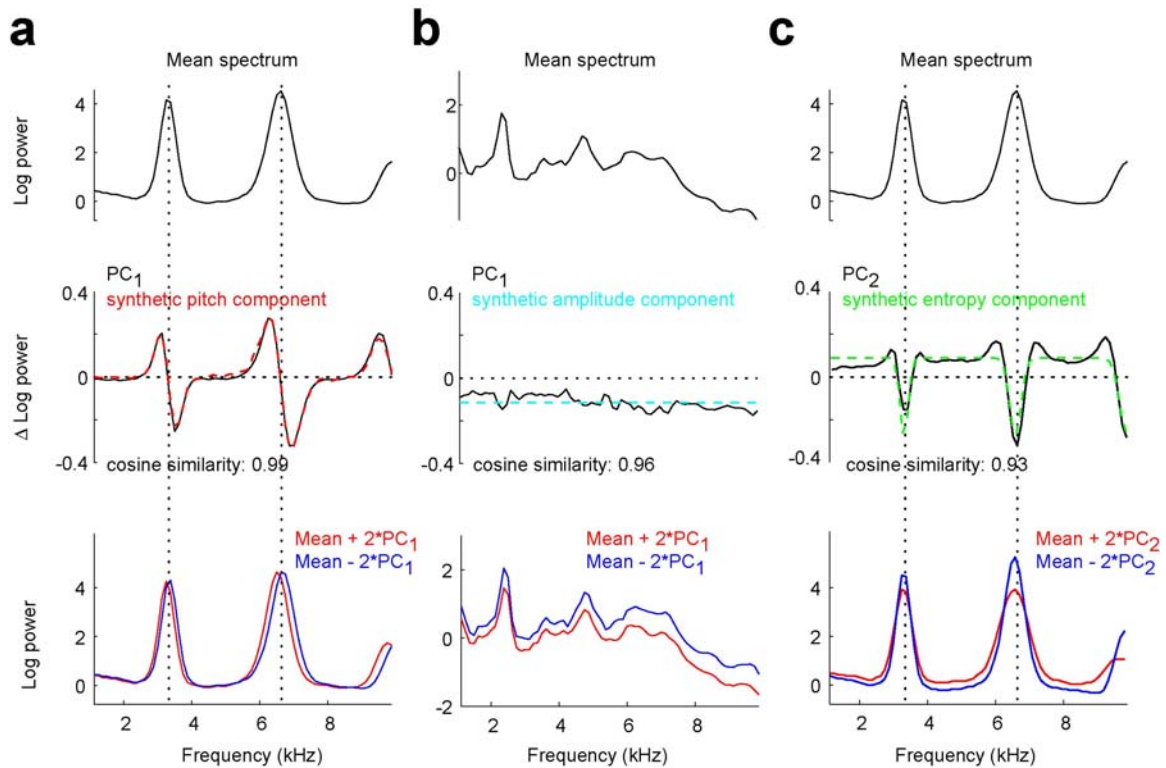 a
b
c
Mean spectrum
Mean spectrum
Mean spectrum
Log power
4
2
0
2
0
4
2
0
PC1
synthetic pitch component
PC1
synthetic amplitude component
PC2
synthetic entropy component
Δ Log power
0.4
0
-0.4
0.4
0
-0.4
0.4
0
-0.4
cosine similarity: 0.99
cosine similarity: 0.96
cosine similarity: 0.93
Mean + 2*PC1
Mean - 2*PC1
Mean + 2*PC1
Mean - 2*PC1
Mean + 2*PC2
Mean - 2*PC2
Log power
4
2
0
2
0
-2
4
2
0
2 4 6 8
2 4 6 8
2 4 6 8
Frequency (kHz)
Frequency (kHz)
Frequency (kHz)